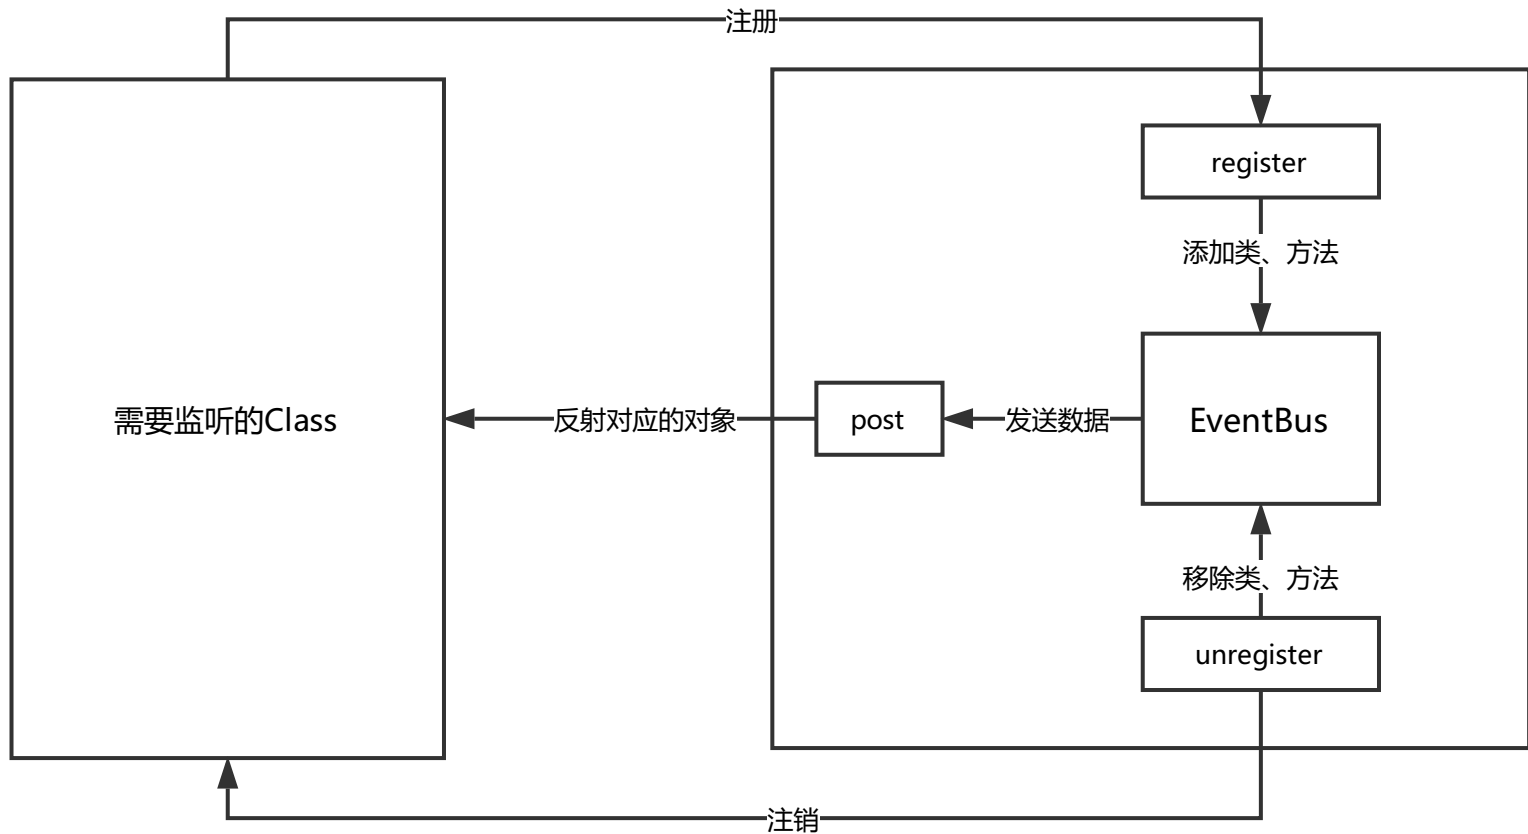 注册
register
添加类、方法
需要监听的Class
反射对应的对象
post
发送数据
EventBus
移除类、方法
unregister
注销